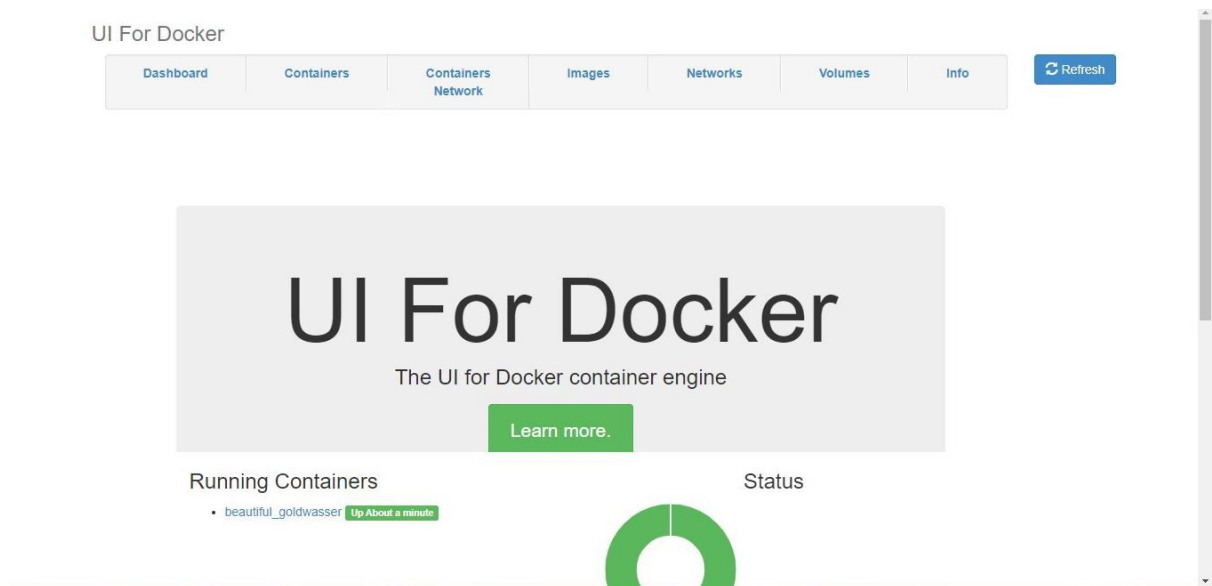 UI For Docker
Dashboard
Containers
Containers
Network
Images
Networks
Volumes
Info
Refresh
UI For Docker
The UI for Docker container engine
Learn more.
Running Containers
beautiful_goldwasser Up About a minute
Status